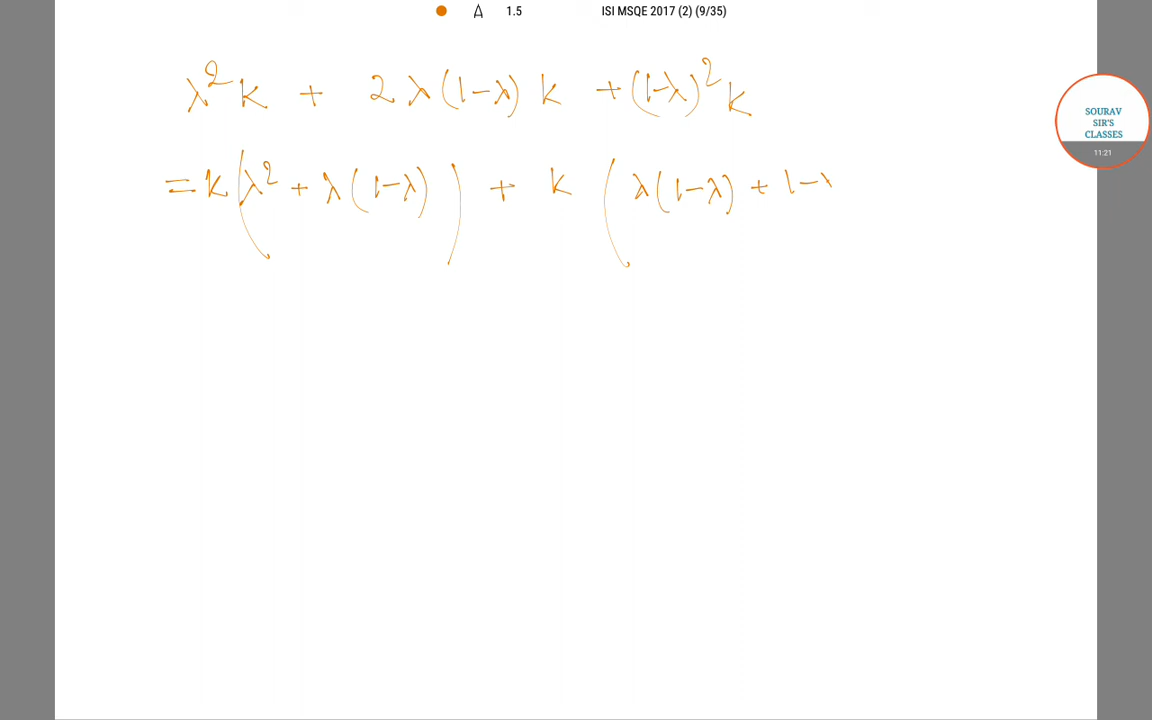 1.5 ISI MSQE 2017 (2) (9/35)
λ²k + 2λ(1-λ)k + (1-λ)²k
= k(λ² + λ(1-λ)) + k(λ(1-λ) + 1-λ
SOURAV
SIR'S
CLASSES
11:21